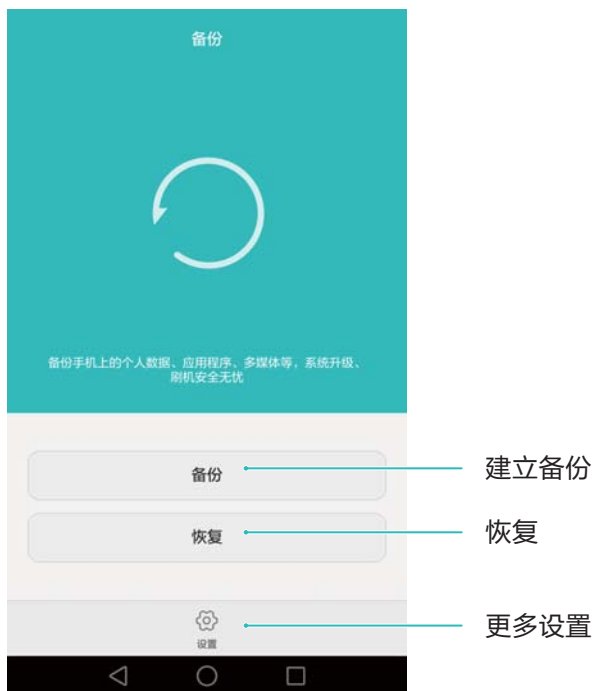 备份
备份手机上的个人数据、应用程序、多媒体等，系统升级、
刷机安全无忧
备份
建立备份
恢复
恢复
设置
更多设置